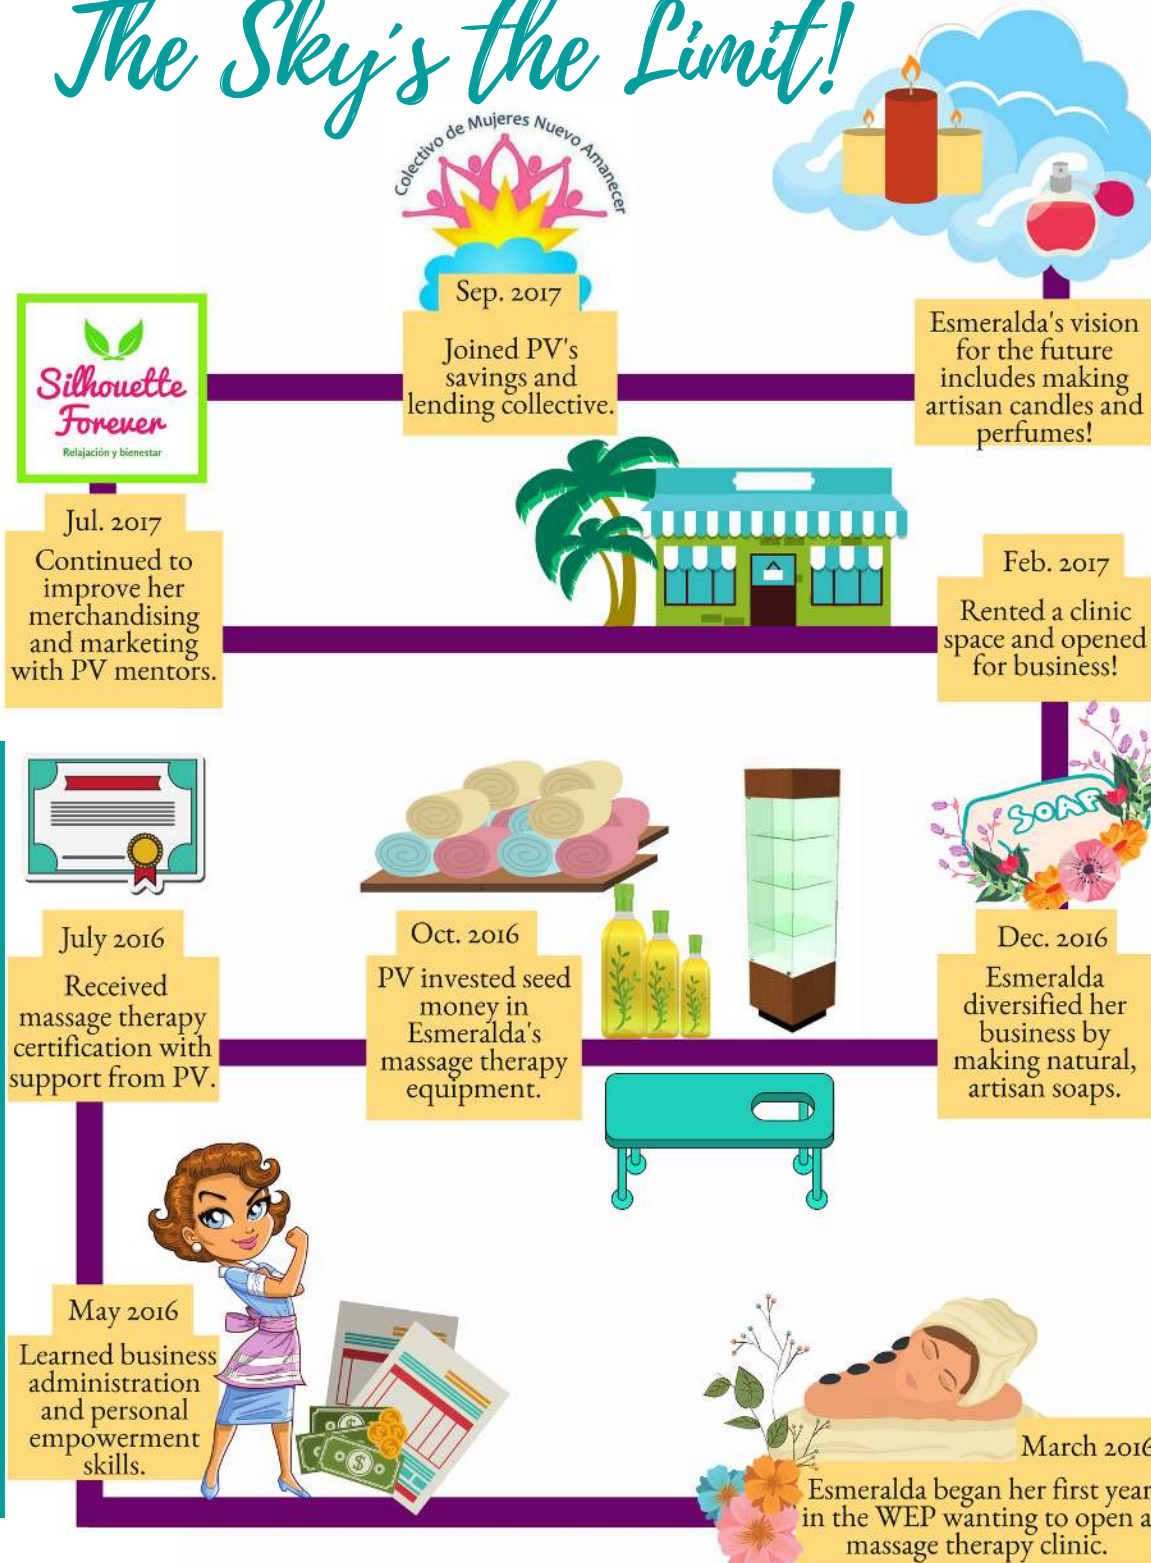 The Sky's the Limit!
Colectivo de Mujeres Nuevo Amanecer
Sep. 2017
Joined PV's
savings and
lending collective.
Esmeralda's vision
for the future
includes making
artisan candles and
perfumes!
Silhouette
Forever
Relajación y bienestar
Jul. 2017
Continued to
improve her
merchandising
and marketing
with PV mentors.
Feb. 2017
Rented a clinic
space and opened
for business!
SOAP
July 2016
Received
massage therapy
certification with
support from PV.
Oct. 2016
PV invested seed
money in
Esmeralda's
massage therapy
equipment.
Dec. 2016
Esmeralda
diversified her
business by
making natural,
artisan soaps.
May 2016
Learned business
administration
and personal
empowerment
skills.
March 2016
Esmeralda began her first year
in the WEP wanting to open a
massage therapy clinic.